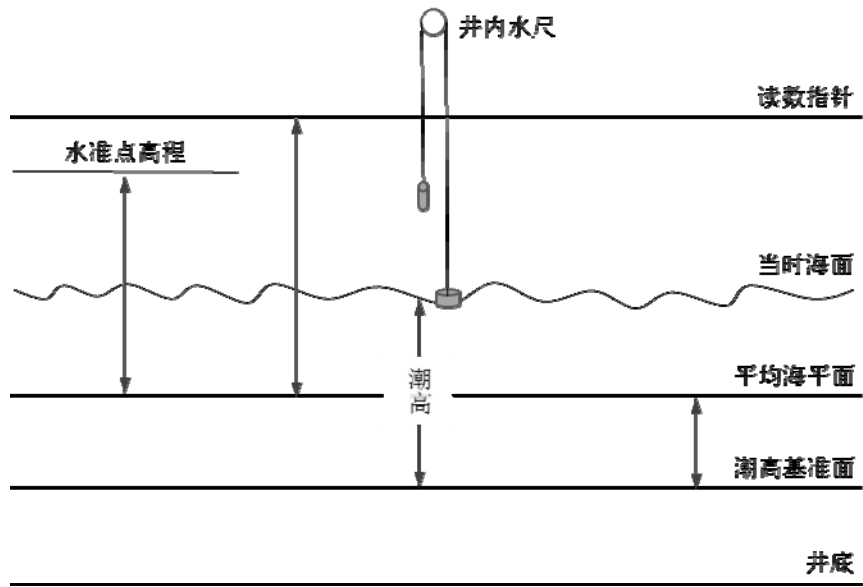 井内水尺
读数指针
水准点高程
当时海面
平均海平面
潮高
潮高基准面
井底